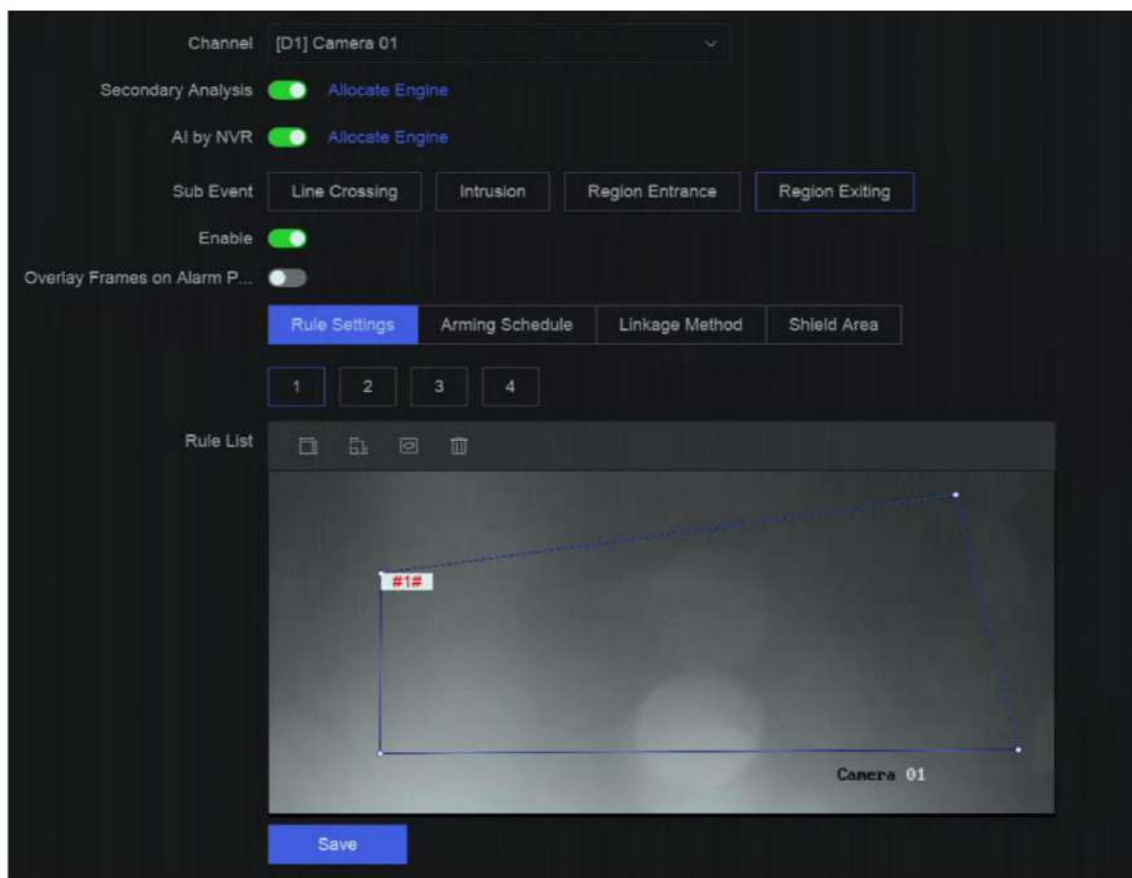 Channel [D1] Camera 01
Secondary Analysis Allocate Engine
AI by NVR Allocate Engine
Sub Event Line Crossing Intrusion Region Entrance Region Exiting
Enable
Overlay Frames on Alarm P...
Rule Settings Arming Schedule Linkage Method Shield Area
1 2 3 4
Rule List
#1#
Camera 01
Save